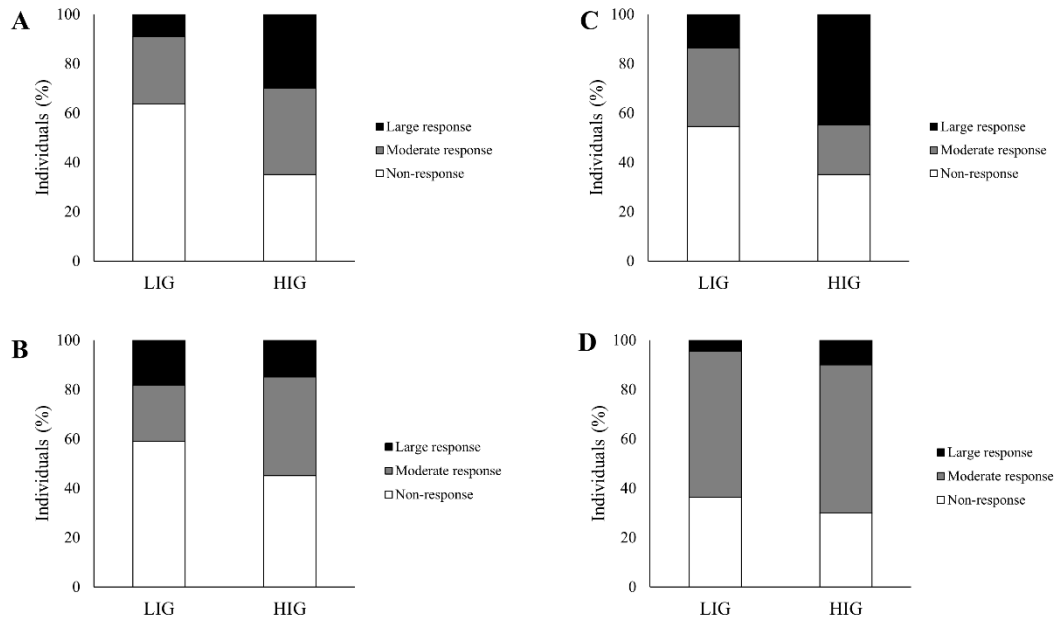 A
Individuals (%)
100
80
60
40
20
0
LIG HIG
Large response
Moderate response
Non-response
C
Individuals (%)
100
80
60
40
20
0
LIG HIG
Large response
Moderate response
Non-response
B
Individuals (%)
100
80
60
40
20
0
LIG HIG
Large response
Moderate response
Non-response
D
Individuals (%)
100
80
60
40
20
0
LIG HIG
Large response
Moderate response
Non-response